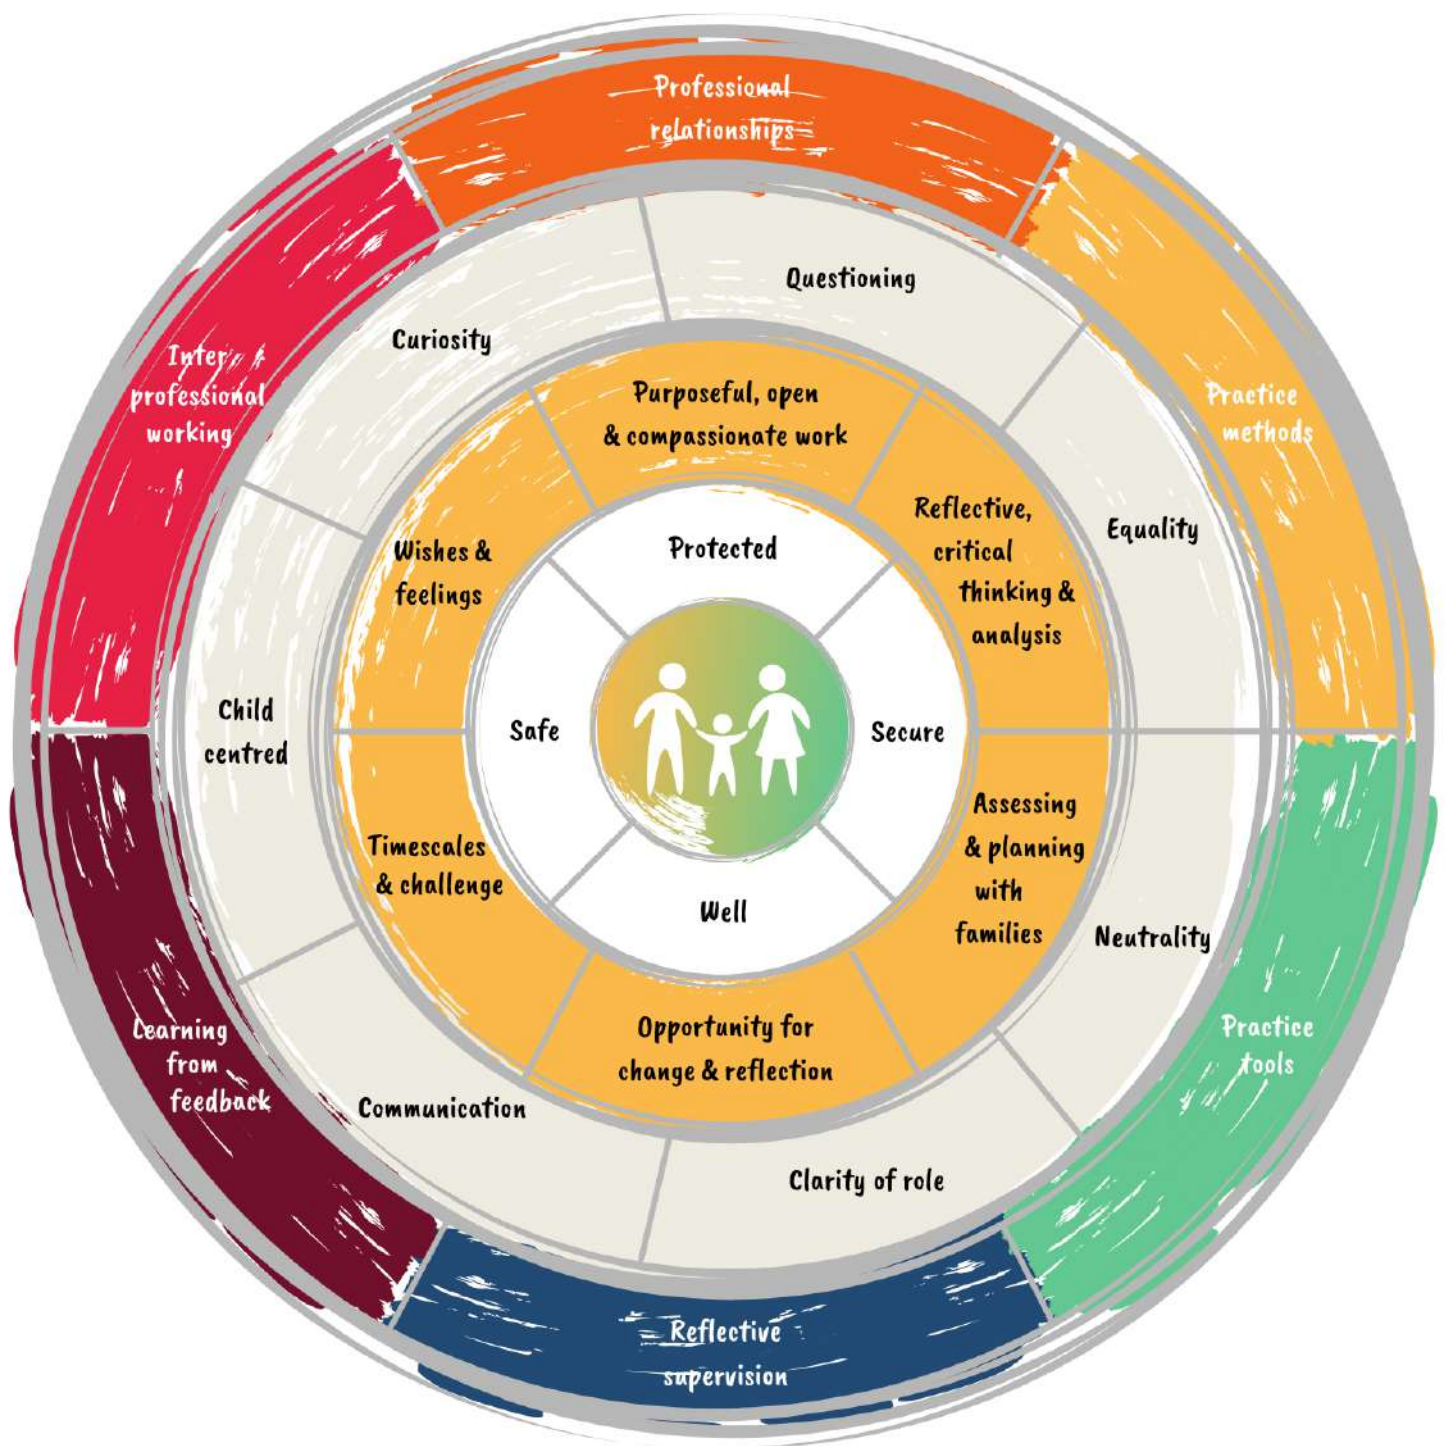 Professional
relationships
Practice
methods
Practice
tools
Reflective
supervision
Learning
from
feedback
Inter
professional
working
Questioning
Equality
Neutrality
Clarity of role
Communication
Child
centred
Curiosity
Purposeful, open
& compassionate work
Reflective,
critical
thinking &
analysis
Assessing
& planning
with
families
Opportunity for
change & reflection
Timescales
& challenge
Wishes &
feelings
Protected
Secure
Well
Safe